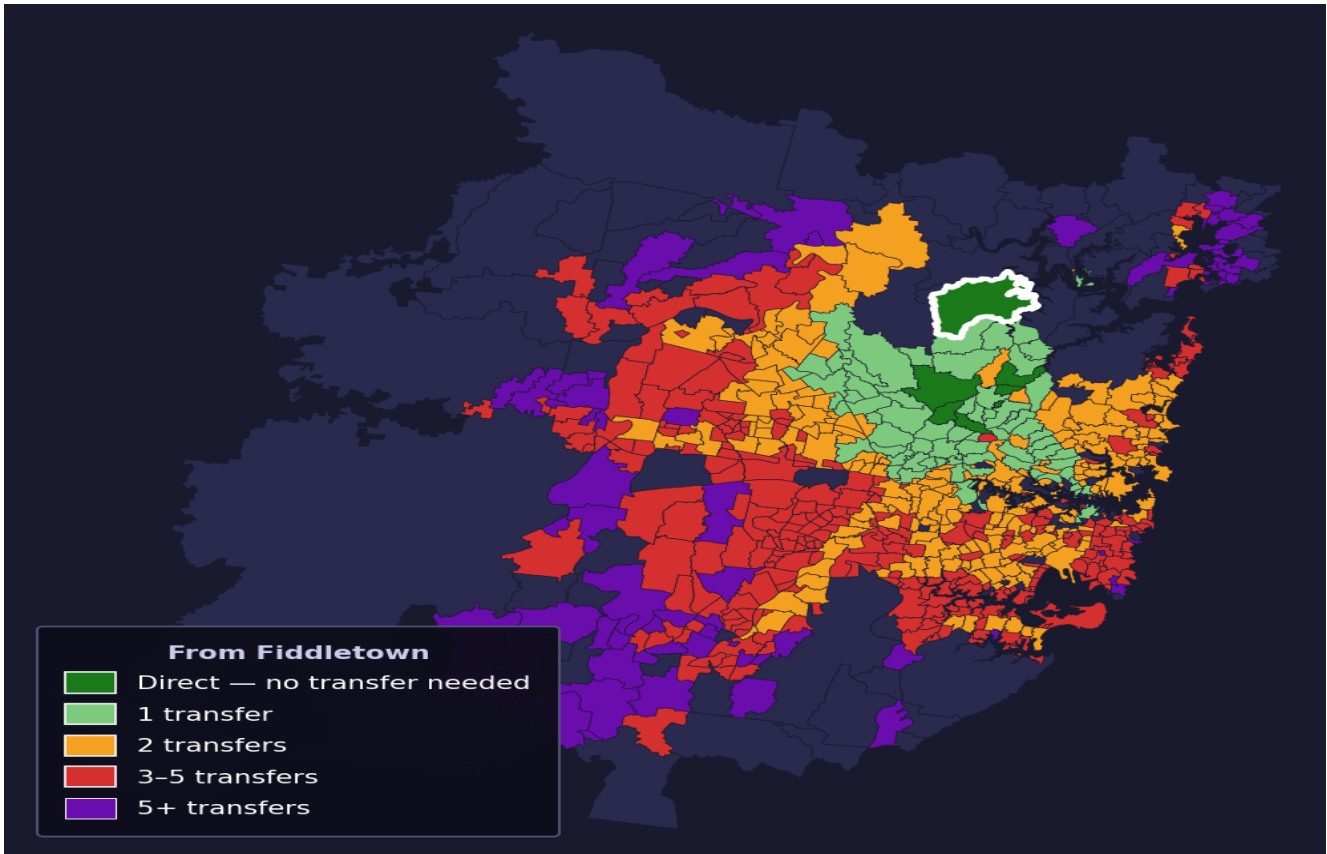 From Fiddletown
Direct — no transfer needed
1 transfer
2 transfers
3–5 transfers
5+ transfers